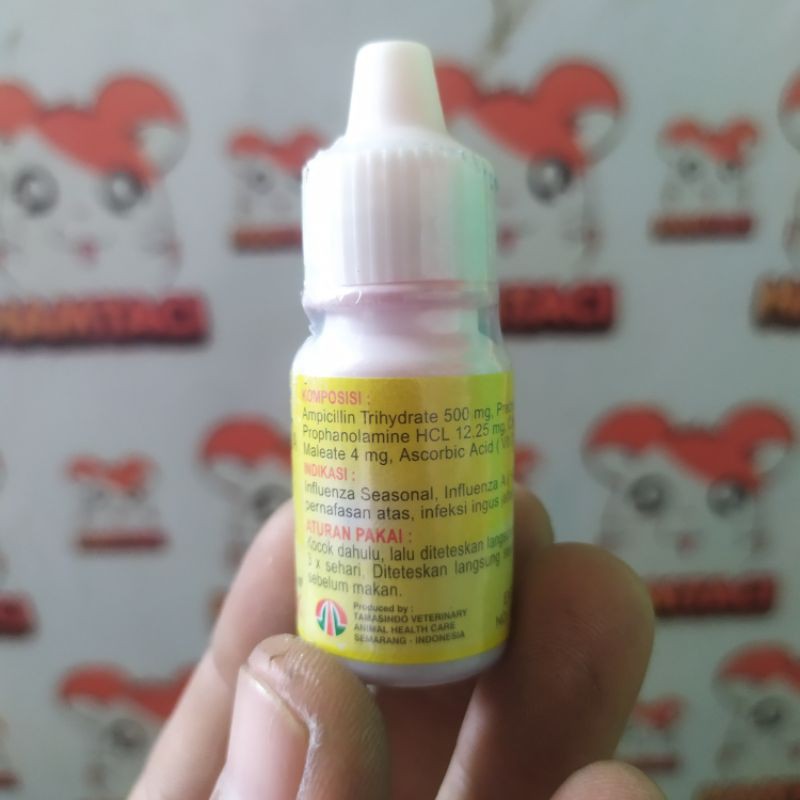 KOMPOSISI :
Ampicillin Trihydrate 500 mg,
Prophanolamine HCL 12.25 mg,
Maleate 4 mg, Ascorbic Acid (
INDIKASI :
Influenza Seasonal, Influenza A
pernafasan atas, infeksi ingus
ATURAN PAKAI :
Kocok dahulu, lalu diteteskan
3 x sehari. Diteteskan langsung
sebelum makan.
Produced by :
TAMASINDO VETERINARY
ANIMAL HEALTH CARE
SEMARANG - INDONESIA
HAMTACI